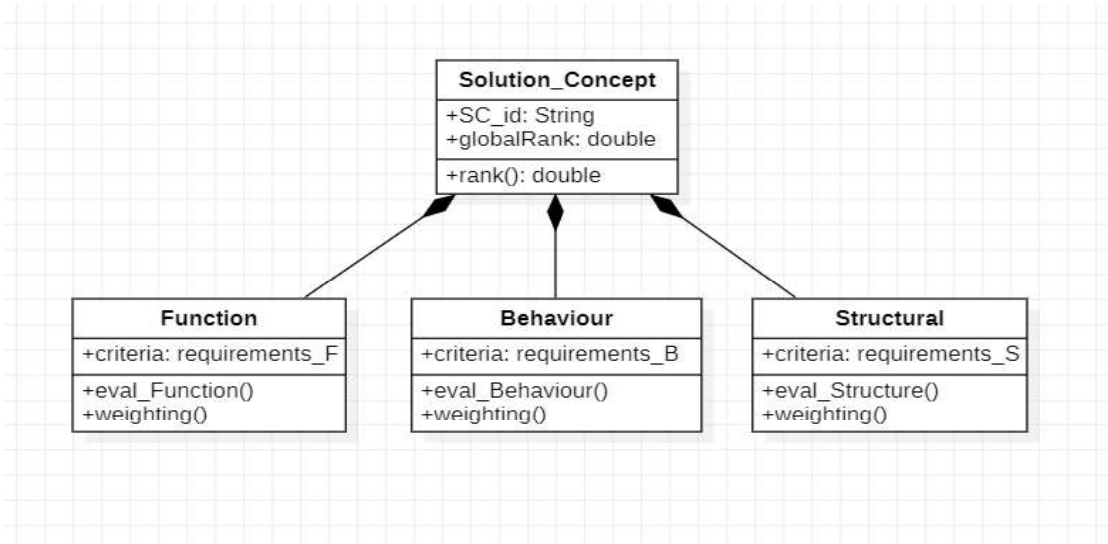 Solution_Concept
+SC_id: String
+globalRank: double
+rank(): double
Function
+criteria: requirements_F
+eval_Function()
+weighting()
Behaviour
+criteria: requirements_B
+eval_Behaviour()
+weighting()
Structural
+criteria: requirements_S
+eval_Structure()
+weighting()